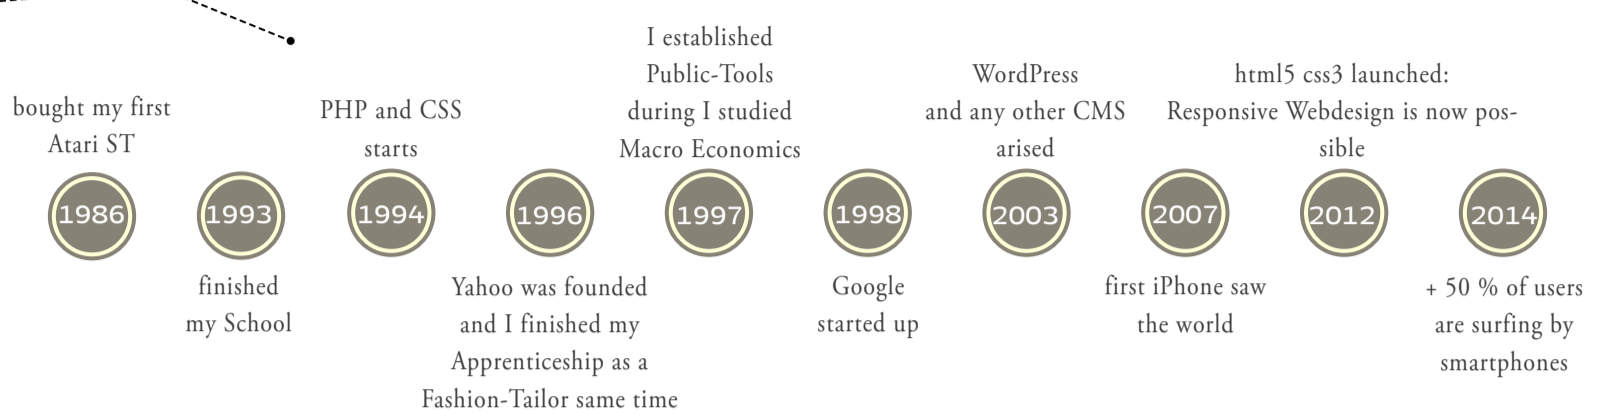 bought my first
Atari ST
1986
1993
finished
my School
PHP and CSS
starts
1994
1996
Yahoo was founded
and I finished my
Apprenticeship as a
Fashion-Tailor same time
I established
Public-Tools
during I studied
Macro Economics
1997
1998
Google
started up
WordPress
and any other CMS
arised
2003
2007
first iPhone saw
the world
html5 css3 launched:
Responsive Webdesign is now pos-
sible
2012
2014
+ 50 % of users
are surfing by
smartphones